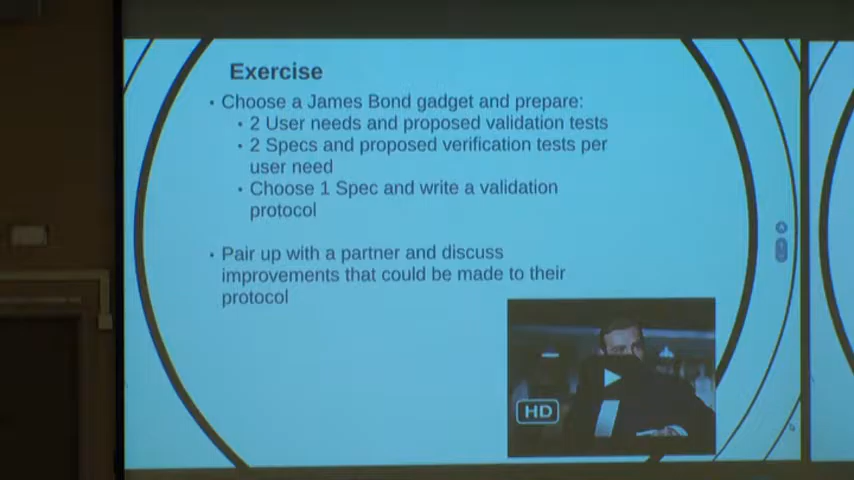 Exercise
• Choose a James Bond gadget and prepare:
• 2 User needs and proposed validation tests
• 2 Specs and proposed verification tests per
user need
• Choose 1 Spec and write a validation
protocol
• Pair up with a partner and discuss
improvements that could be made to their
protocol
HD